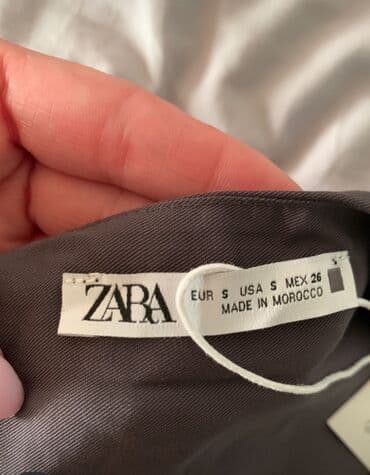 ZARA
EUR S USA S MEX 26
MADE IN MOROCCO